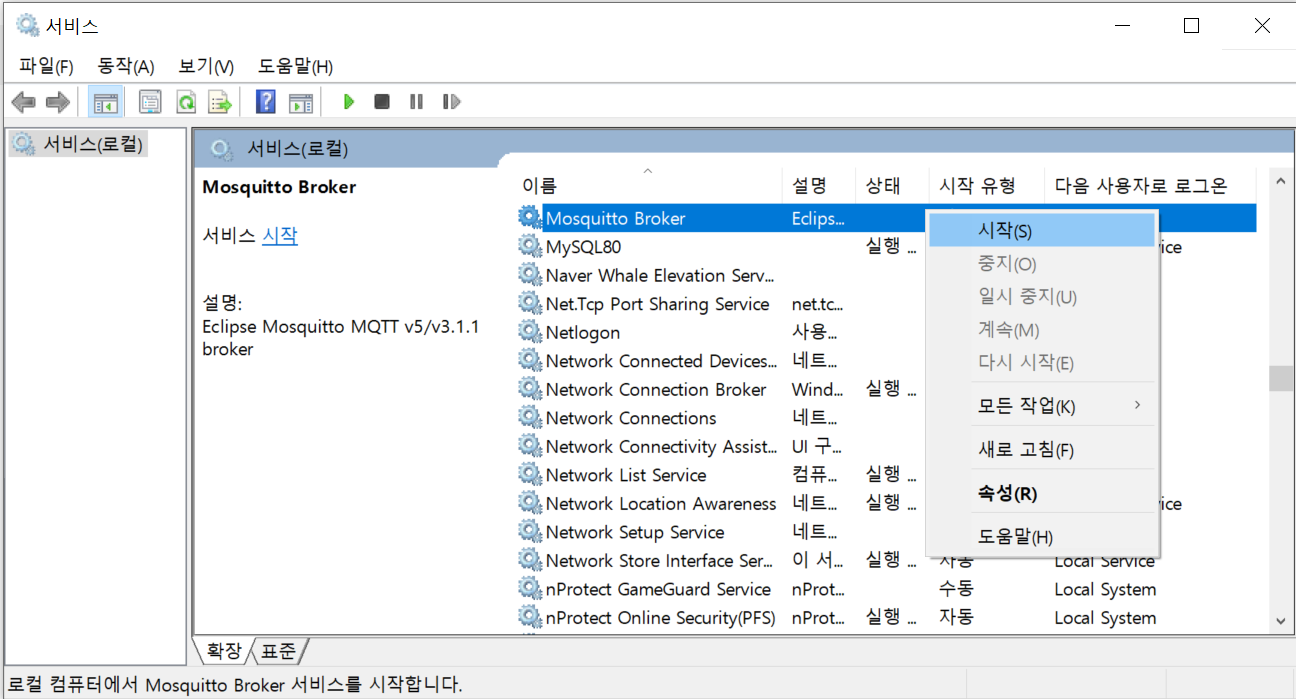 서비스
파일(F) 동작(A) 보기(V) 도움말(H)
서비스(로컬)
서비스(로컬)
Mosquitto Broker
서비스 시작
설명:
Eclipse Mosquitto MQTT v5/v3.1.1
broker
이름 설명 상태 시작 유형 다음 사용자로 로그온
Mosquitto Broker Eclips...
MySQL80 실행 ...
Naver Whale Elevation Serv...
Net.Tcp Port Sharing Service net.tc...
Netlogon 사용...
Network Connected Devices... 네트...
Network Connection Broker Wind... 실행 ...
Network Connections 네트...
Network Connectivity Assist... UI 구...
Network List Service 컴퓨... 실행 ...
Network Location Awareness 네트... 실행 ...
Network Setup Service 네트...
Network Store Interface Ser... 이 서... 실행 ... 자동 Local Service
nProtect GameGuard Service nProt... 수동 Local System
nProtect Online Security(PFS) nProt... 실행 ... 자동 Local System
시작(S)
중지(O)
일시 중지(U)
계속(M)
다시 시작(E)
모든 작업(K)
새로 고침(F)
속성(R)
도움말(H)
확장 표준
로컬 컴퓨터에서 Mosquitto Broker 서비스를 시작합니다.